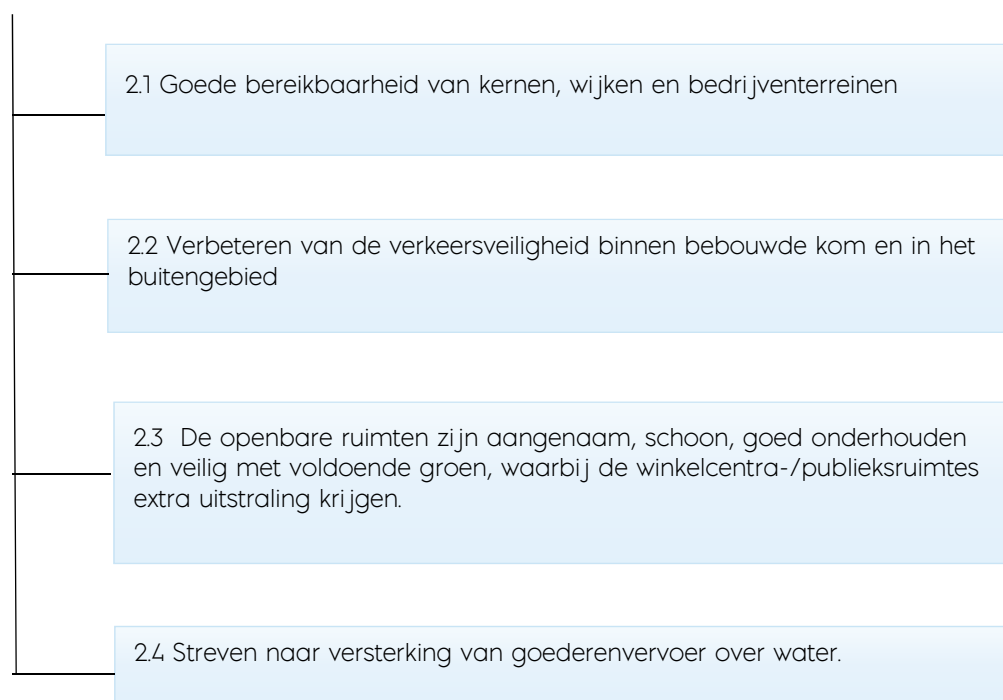 2.1 Goede bereikbaarheid van kernen, wijken en bedrijventerreinen
2.2 Verbeteren van de verkeersveiligheid binnen bebouwde kom en in het
buitengebied
2.3 De openbare ruimten zijn aangenaam, schoon, goed onderhouden
en veilig met voldoende groen, waarbij de winkelcentra-/publieksruimtes
extra uitstraling krijgen.
2.4 Streven naar versterking van goederenvervoer over water.